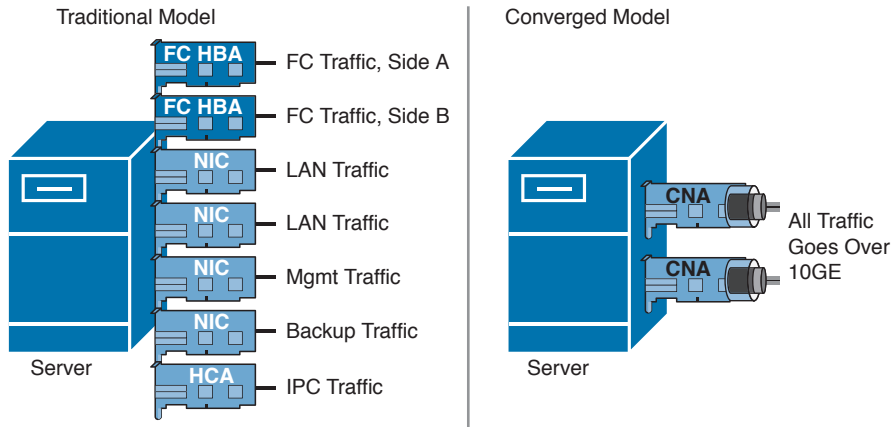 Traditional Model
FC HBA
FC Traffic, Side A
FC HBA
FC Traffic, Side B
NIC
LAN Traffic
NIC
LAN Traffic
NIC
Mgmt Traffic
NIC
Backup Traffic
HCA
IPC Traffic
Server
Converged Model
CNA
CNA
All Traffic
Goes Over
10GE
Server